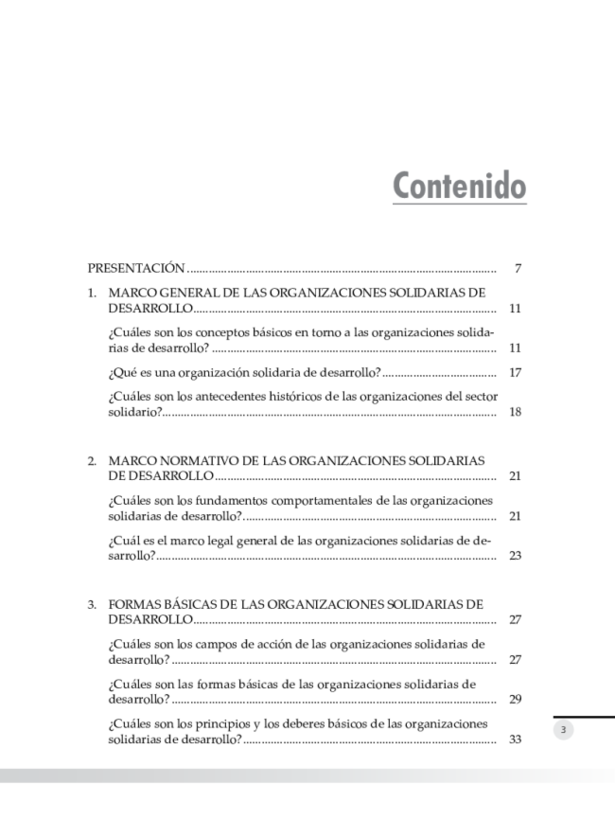 Contenido
PRESENTACIÓN ........ 7
1. MARCO GENERAL DE LAS ORGANIZACIONES SOLIDARIAS DE
DESARROLLO........ 11
¿Cuáles son los conceptos básicos en torno a las organizaciones solida-
rias de desarrollo? ........ 11
¿Qué es una organización solidaria de desarrollo? ........ 17
¿Cuáles son los antecedentes históricos de las organizaciones del sector
solidario?........ 18
2. MARCO NORMATIVO DE LAS ORGANIZACIONES SOLIDARIAS
DE DESARROLLO ........ 21
¿Cuáles son los fundamentos comportamentales de las organizaciones
solidarias de desarrollo?........ 21
¿Cuál es el marco legal general de las organizaciones solidarias de de-
sarrollo?........ 23
3. FORMAS BÁSICAS DE LAS ORGANIZACIONES SOLIDARIAS DE
DESARROLLO........ 27
¿Cuáles son los campos de acción de las organizaciones solidarias de
desarrollo? ........ 27
¿Cuáles son las formas básicas de las organizaciones solidarias de
desarrollo? ........ 29
¿Cuáles son los principios y los deberes básicos de las organizaciones
solidarias de desarrollo? ........ 33
3